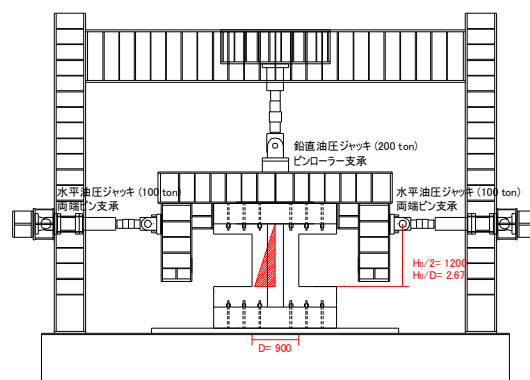 鉛直油圧ジャッキ (200 ton)
ピンローラー支承
水平油圧ジャッキ (100 ton)
両端ピン支承
水平油圧ジャッキ (100 ton)
両端ピン支承
H₀/2= 1200
H₀/D= 2.67
D= 900